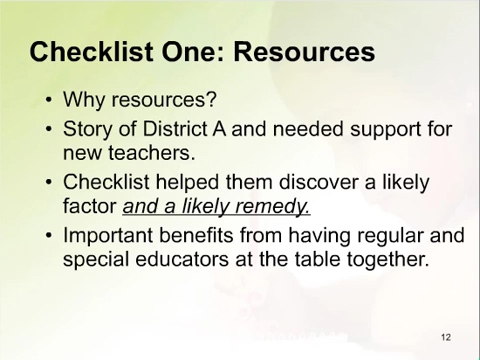 Checklist One: Resources
• Why resources?
• Story of District A and needed support for
new teachers.
• Checklist helped them discover a likely
factor and a likely remedy.
• Important benefits from having regular and
special educators at the table together.
12